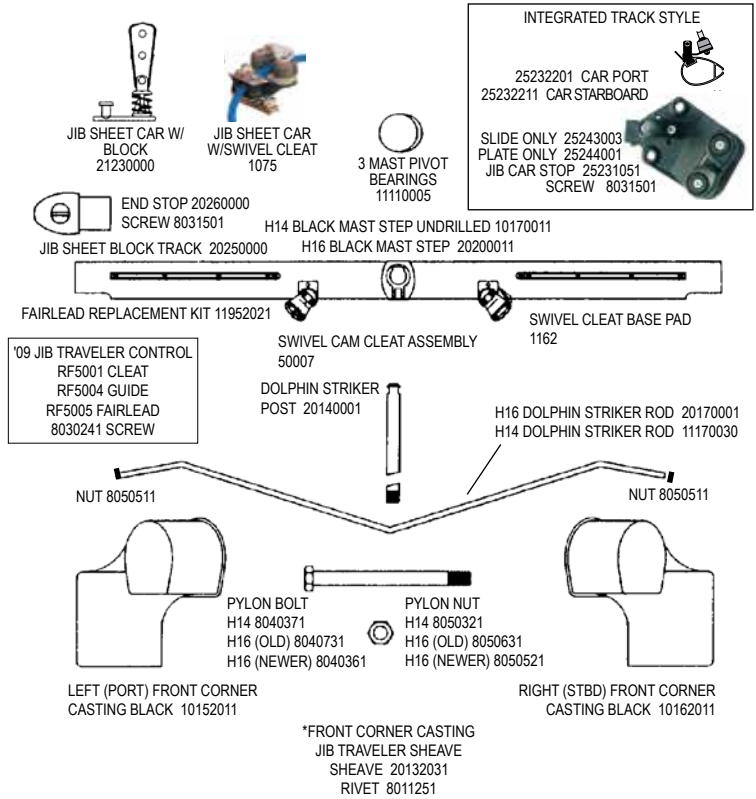 INTEGRATED TRACK STYLE
25232201 CAR PORT
25232211 CAR STARBOARD
SLIDE ONLY 25243003
PLATE ONLY 25244001
JIB CAR STOP 25231051
SCREW 8031501
JIB SHEET CAR W/
BLOCK
21230000
JIB SHEET CAR
W/SWIVEL CLEAT
1075
3 MAST PIVOT
BEARINGS
11110005
END STOP 20260000
SCREW 8031501
JIB SHEET BLOCK TRACK 20250000
H14 BLACK MAST STEP UNDRILLED 10170011
H16 BLACK MAST STEP 20200011
FAIRLEAD REPLACEMENT KIT 11952021
SWIVEL CAM CLEAT ASSEMBLY
50007
SWIVEL CLEAT BASE PAD
1162
'09 JIB TRAVELER CONTROL
RF5001 CLEAT
RF5004 GUIDE
RF5005 FAIRLEAD
8030241 SCREW
DOLPHIN STRIKER
POST 20140001
H16 DOLPHIN STRIKER ROD 20170001
H14 DOLPHIN STRIKER ROD 11170030
NUT 8050511
NUT 8050511
PYLON BOLT
H14 8040371
H16 (OLD) 8040731
H16 (NEWER) 8040361
PYLON NUT
H14 8050321
H16 (OLD) 8050631
H16 (NEWER) 8050521
LEFT (PORT) FRONT CORNER
CASTING BLACK 10152011
RIGHT (STBD) FRONT CORNER
CASTING BLACK 10162011
*FRONT CORNER CASTING
JIB TRAVELER SHEAVE
SHEAVE 20132031
RIVET 8011251